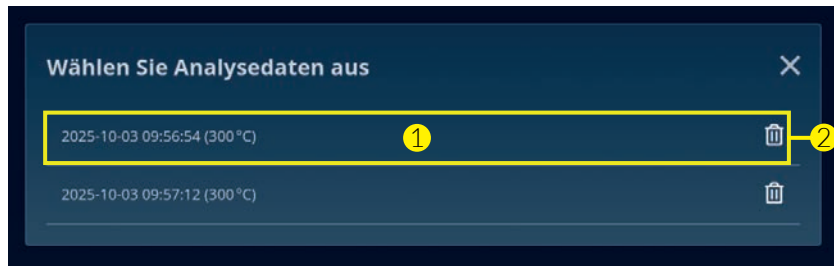 Wählen Sie Analysedaten aus
2025-10-03 09:56:54 (300 °C) 1 2
2025-10-03 09:57:12 (300 °C)